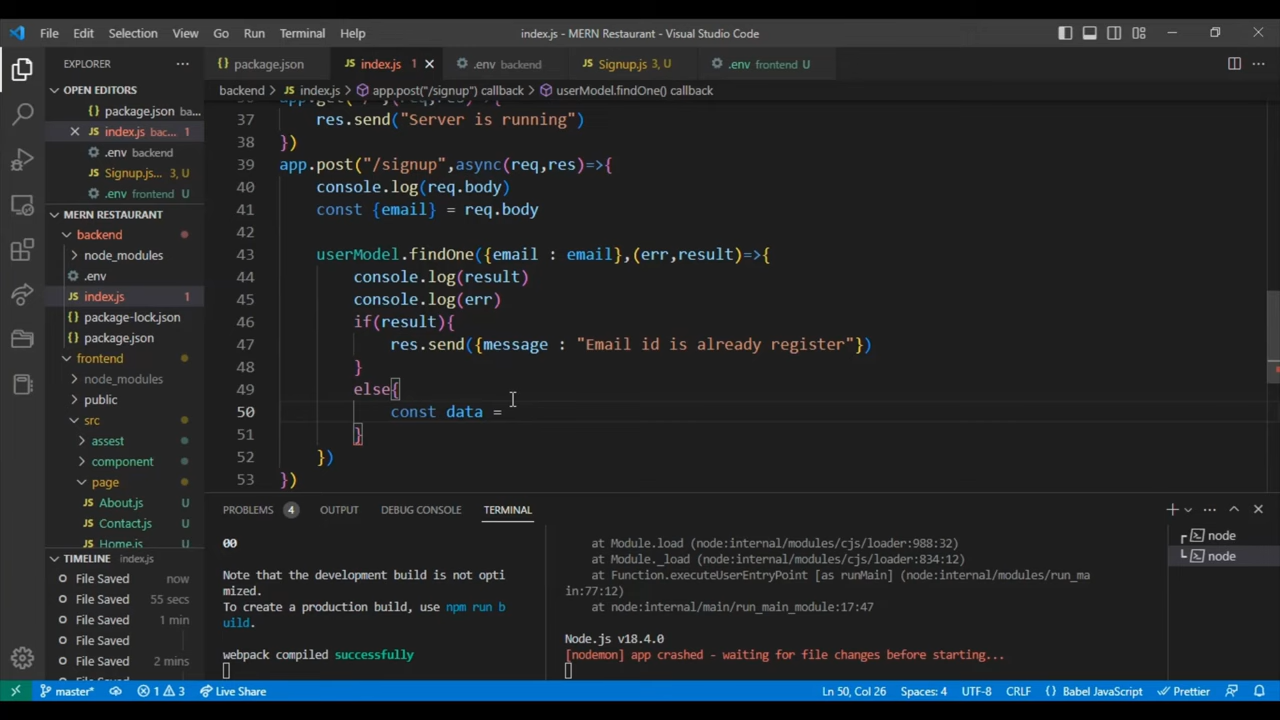 File Edit Selection View Go Run Terminal Help index.js - MERN Restaurant - Visual Studio Code
EXPLORER
package.json index.js 1 .env backend Signup.js 3, U .env frontend U
OPEN EDITORS
package.json ba...
index.js bac... 1
.env backend
Signup.js... 3, U
.env frontend U
MERN RESTAURANT
backend
node_modules
.env
index.js 1
package-lock.json
package.json
frontend
node_modules
public
src
assest
component
page
About.js U
Contact.js U
Home.js U
TIMELINE index.js
File Saved now
File Saved 55 secs
File Saved 1 min
File Saved
File Saved 2 mins
backend > index.js > app.post("/signup") callback > userModel.findOne() callback
37 res.send("Server is running")
38 })
39 app.post("/signup",async(req,res)=>{
40 console.log(req.body)
41 const {email} = req.body
42
43 userModel.findOne({email : email},(err,result)=>{
44 console.log(result)
45 console.log(err)
46 if(result){
47 res.send({message : "Email id is already register"})
48 }
49 else{
50 const data =
51 }
52 })
53 })
PROBLEMS 4 OUTPUT DEBUG CONSOLE TERMINAL
00
Note that the development build is not opti
mized.
To create a production build, use npm run b
uild.
webpack compiled successfully
at Module.load (node:internal/modules/cjs/loader:988:32)
at Module._load (node:internal/modules/cjs/loader:834:12)
at Function.executeUserEntryPoint [as runMain] (node:internal/modules/run_ma
in:77:12)
at node:internal/main/run_main_module:17:47
Node.js v18.4.0
[nodemon] app crashed - waiting for file changes before starting...
node
node
master* 1 3 Live Share Ln 50, Col 26 Spaces: 4 UTF-8 CRLF {} Babel JavaScript Prettier